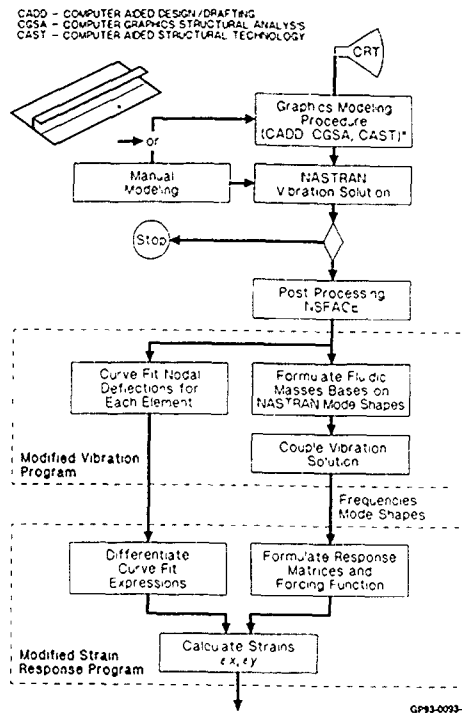 CADD - COMPUTER AIDED DESIGN/DRAFTING
CGSA - COMPUTER GRAPHICS STRUCTURAL ANALYSIS
CAST - COMPUTER AIDED STRUCTURAL TECHNOLOGY
CRT
Graphics Modeling
Procedure
(CADD, CGSA, CAST)*
or
Manual
Modeling
NASTRAN
Vibration Solution
Stop
Post Processing
NSFACE
Curve Fit Nodal
Deflections for
Each Element
Formulate Fluidic
Masses Bases on
NASTRAN Mode Shapes
Couple Vibration
Solution
Modified Vibration
Program
Frequencies
Mode Shapes
Differentiate
Curve Fit
Expressions
Formulate Response
Matrices and
Forcing Function
Calculate Strains
εx, εy
Modified Strain
Response Program
GP93-0093-